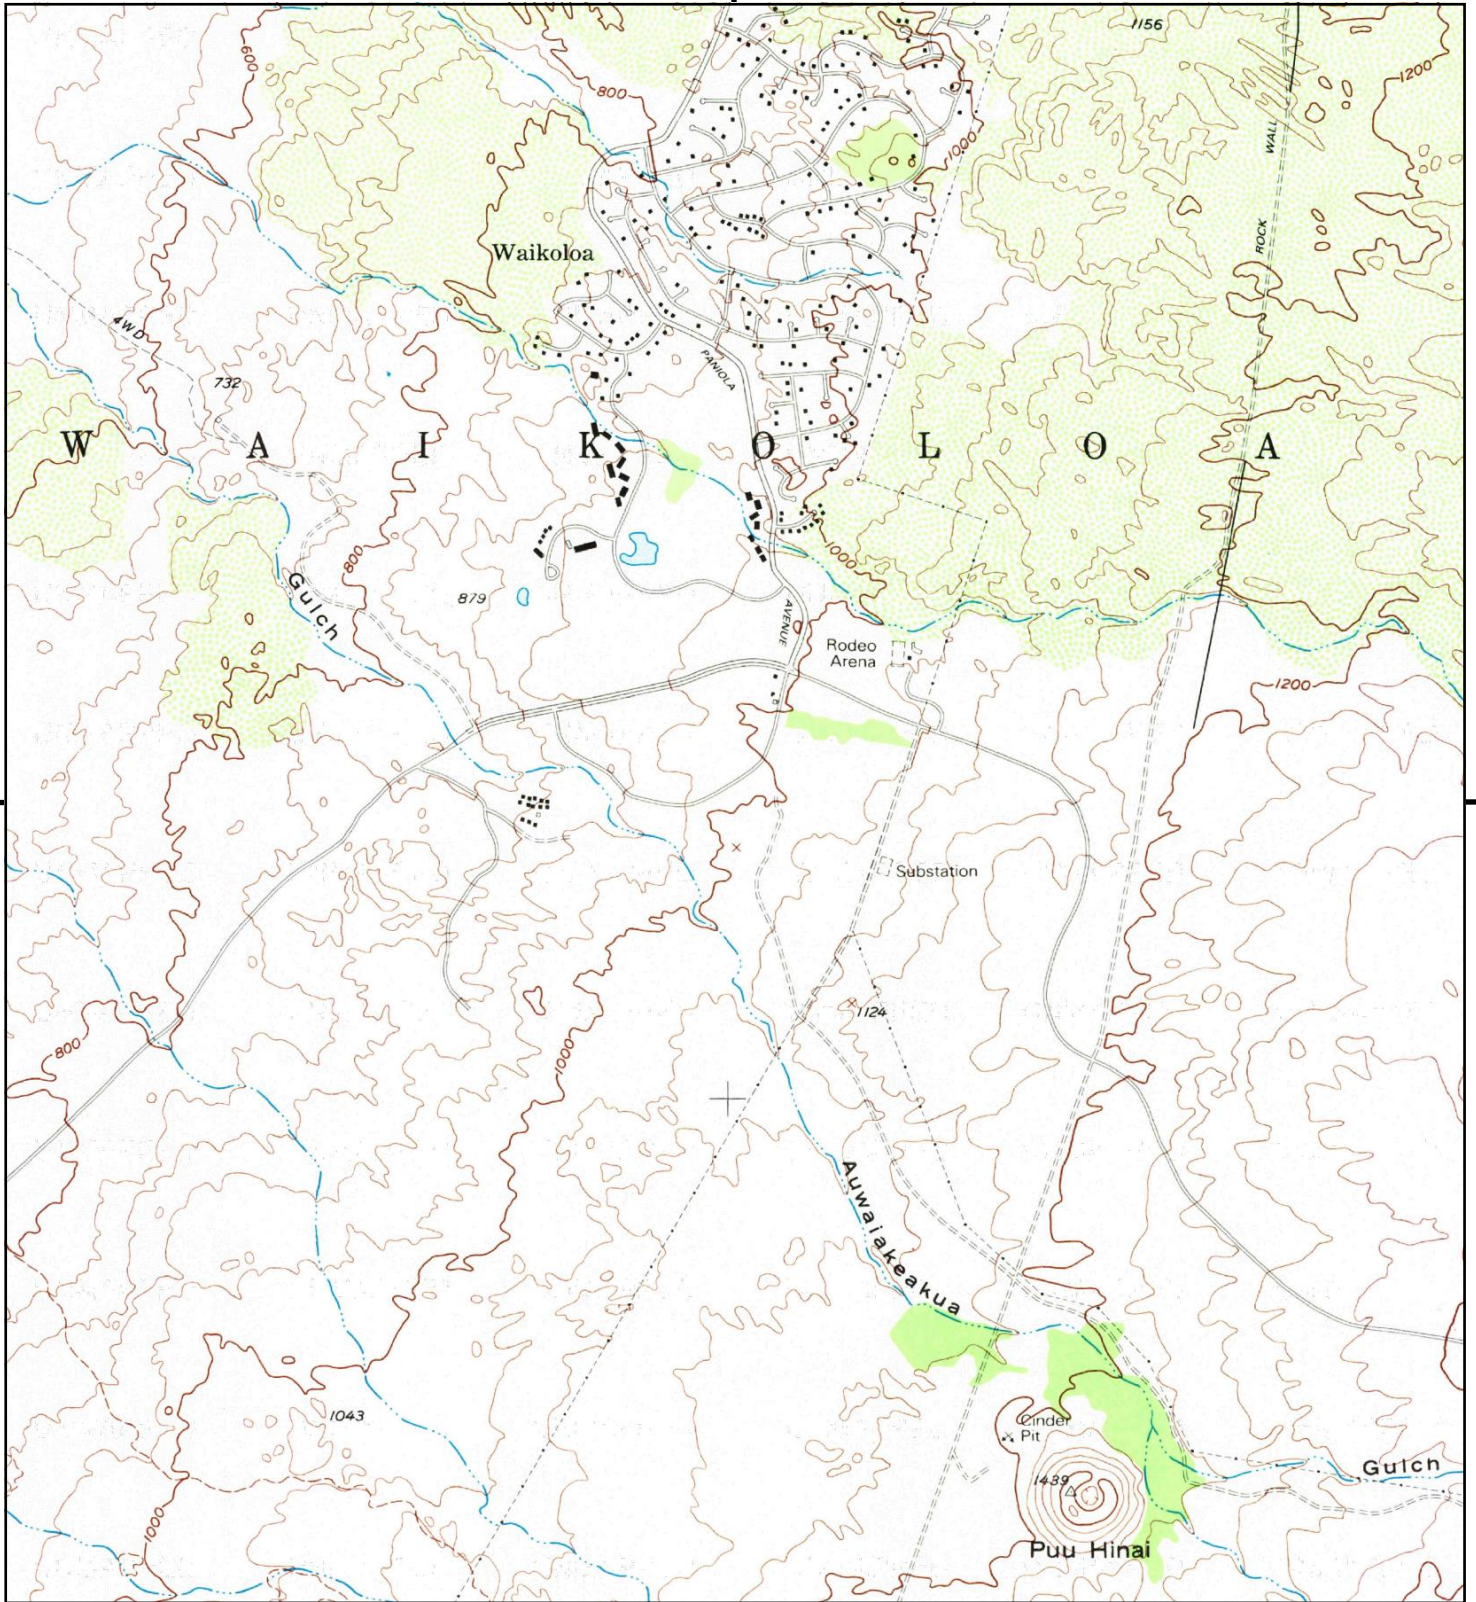 1156
600
1200
800
WALL
1000
ROCK
Waikoloa
4WD
PANIOLA
732
W A I K O L O A
1000
800
Gulch
879
AVENUE
Rodeo
Arena
1200
Substation
1124
800
1000
Auwaiakeakua
1043
Cinder
Pit
Gulch
1439
1000
Puu Hinai